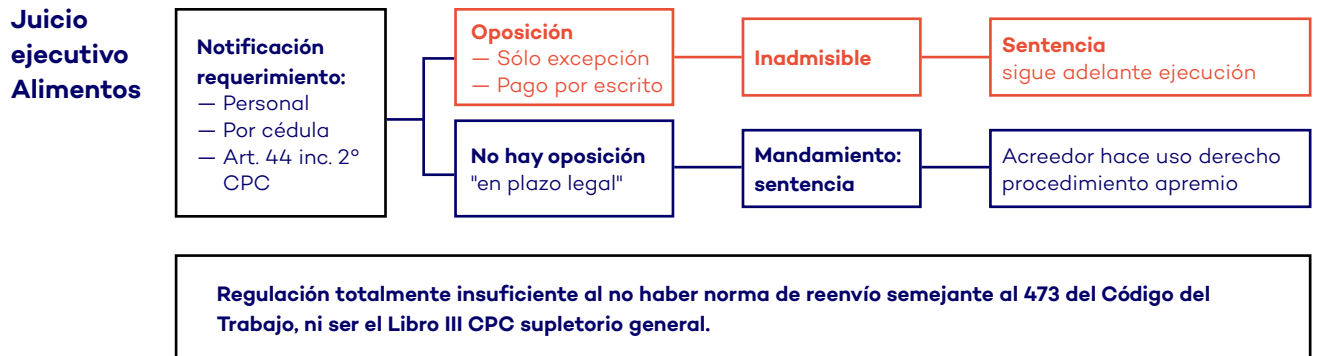 Juicio
ejecutivo
Alimentos
Notificación
requerimiento:
— Personal
— Por cédula
— Art. 44 inc. 2°
CPC
Oposición
— Sólo excepción
— Pago por escrito
Inadmisible
Sentencia
sigue adelante ejecución
No hay oposición
"en plazo legal"
Mandamiento:
sentencia
Acreedor hace uso derecho
procedimiento apremio
Regulación totalmente insuficiente al no haber norma de reenvío semejante al 473 del Código del
Trabajo, ni ser el Libro III CPC supletorio general.